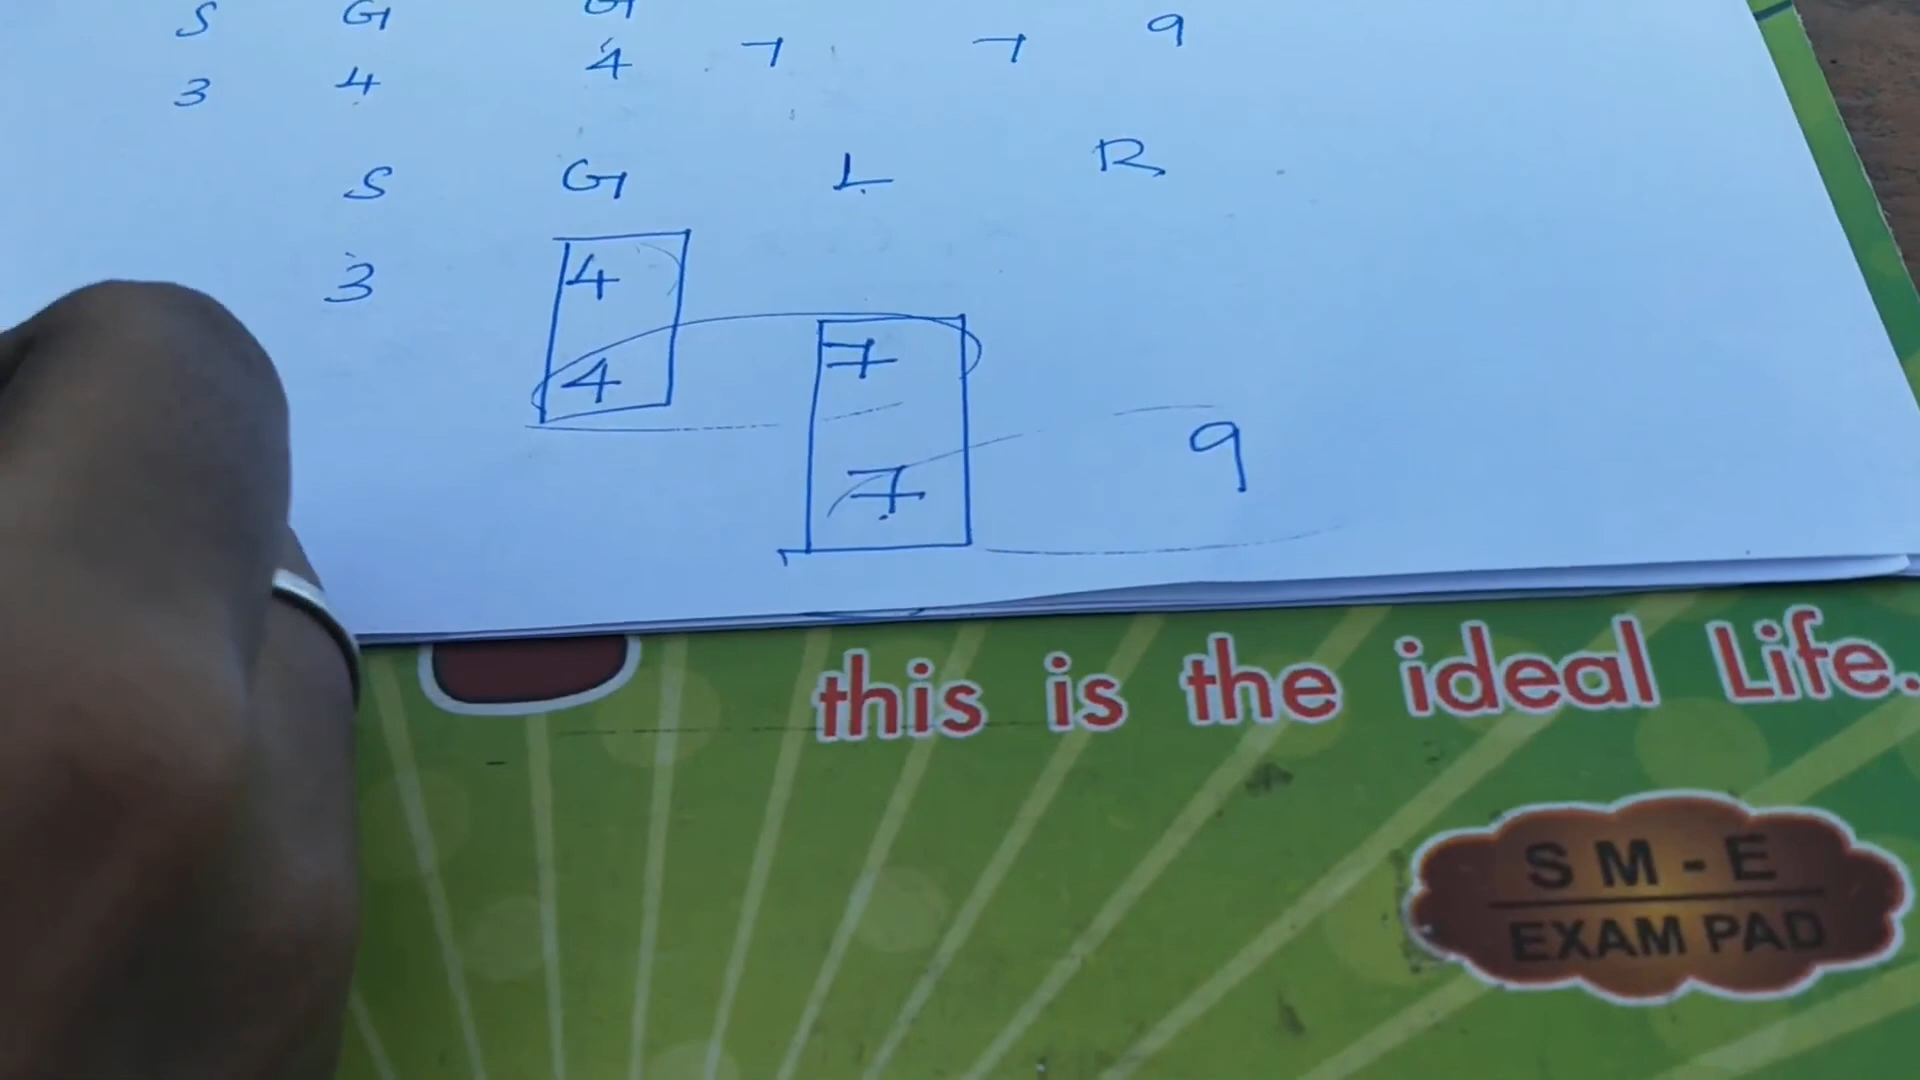 S G G
3 4 4 7 7 9
S G L R
3 4
4 7
7 9
this is the ideal Life.
SM-E
EXAM PAD